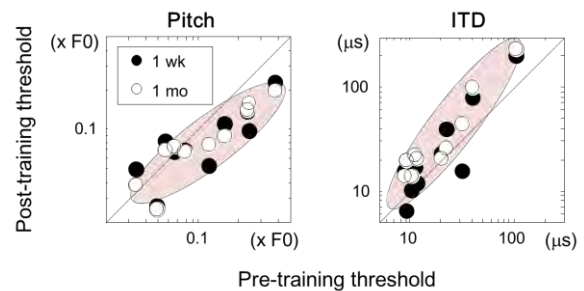 Pitch
ITD
(x F0)
(µs)
1 wk
1 mo
Post-training threshold
0.1
100
10
0.1
(x F0)
10
100
(µs)
Pre-training threshold